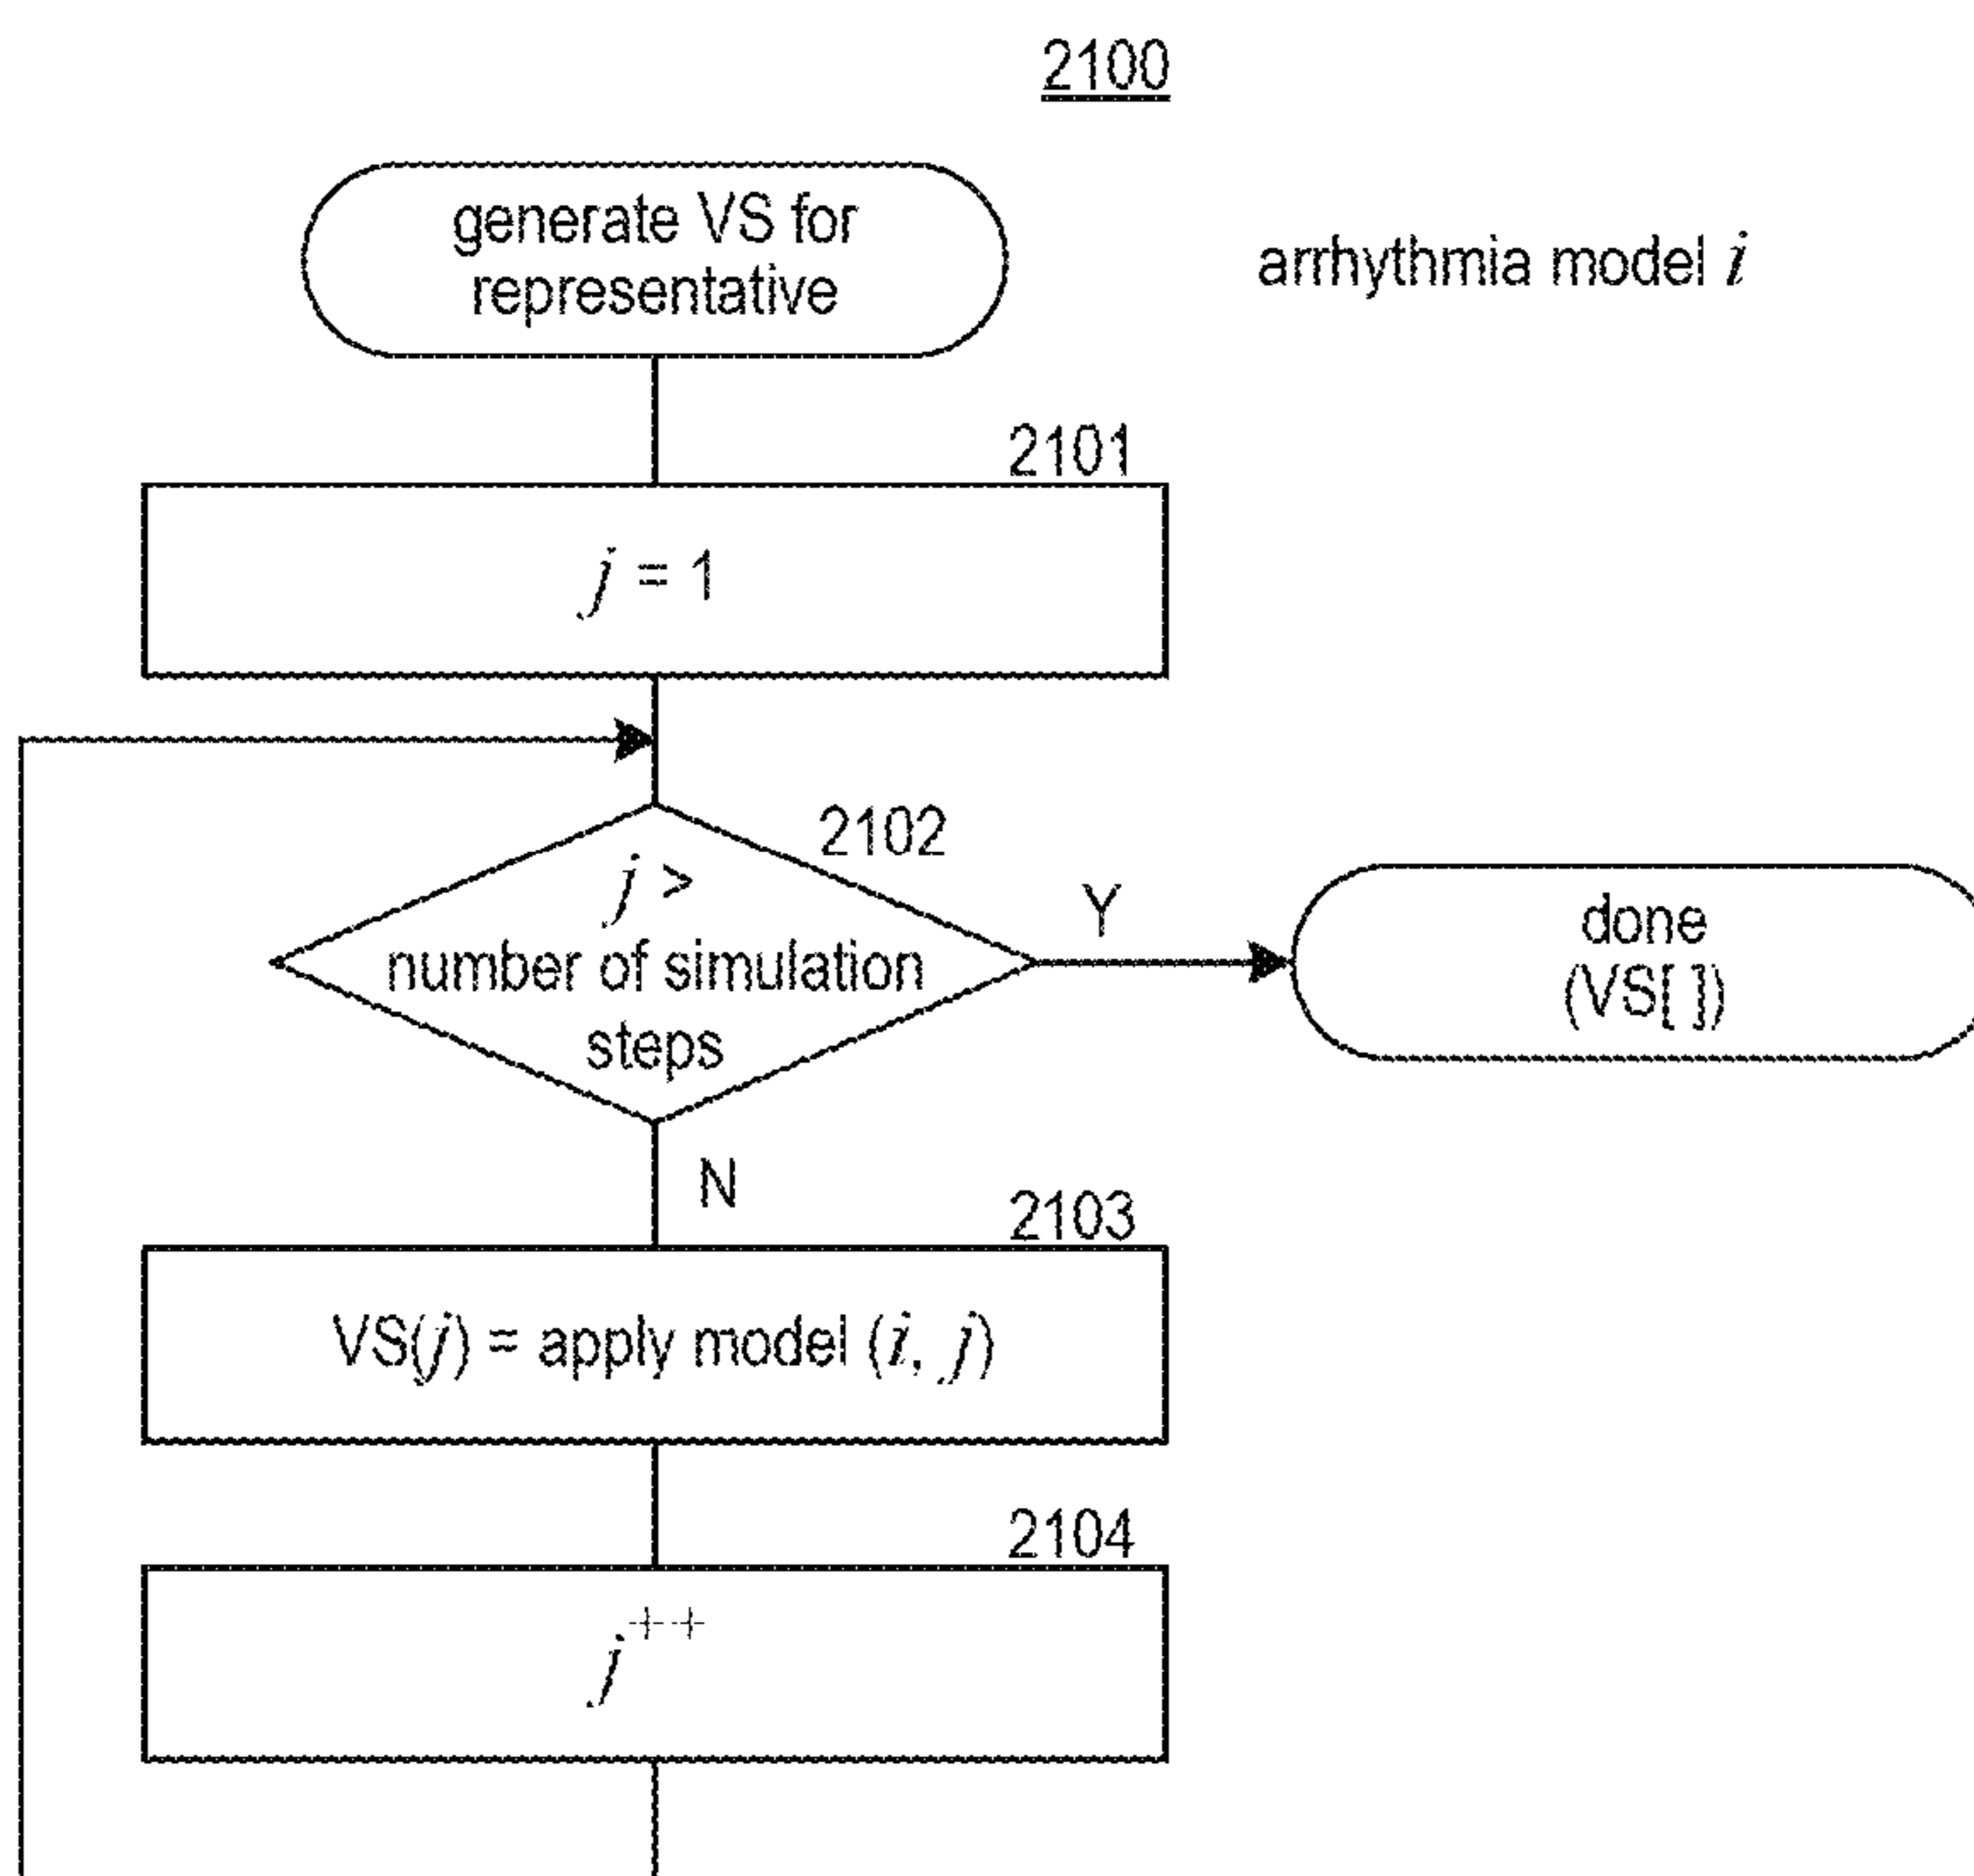 2100
generate VS for
representative
arrhythmia model i
2101
j = 1
2102
j >
number of simulation
steps
Y
done
(VS[ ])
N
2103
VS(j) = apply model (i, j)
2104
j++